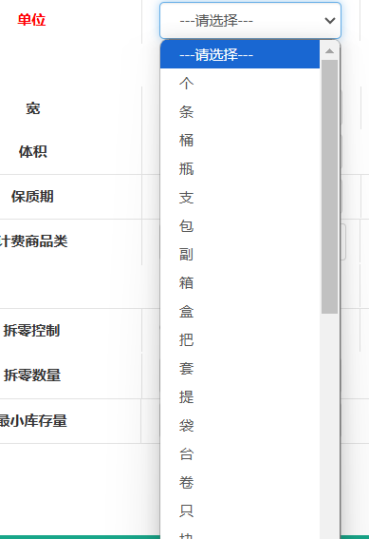 单位
---请选择---
---请选择---
个
条
宽
桶
体积
瓶
支
保质期
包
计费商品类
副
箱
盒
拆零控制
把
套
拆零数量
提
最小库存量
袋
台
卷
只